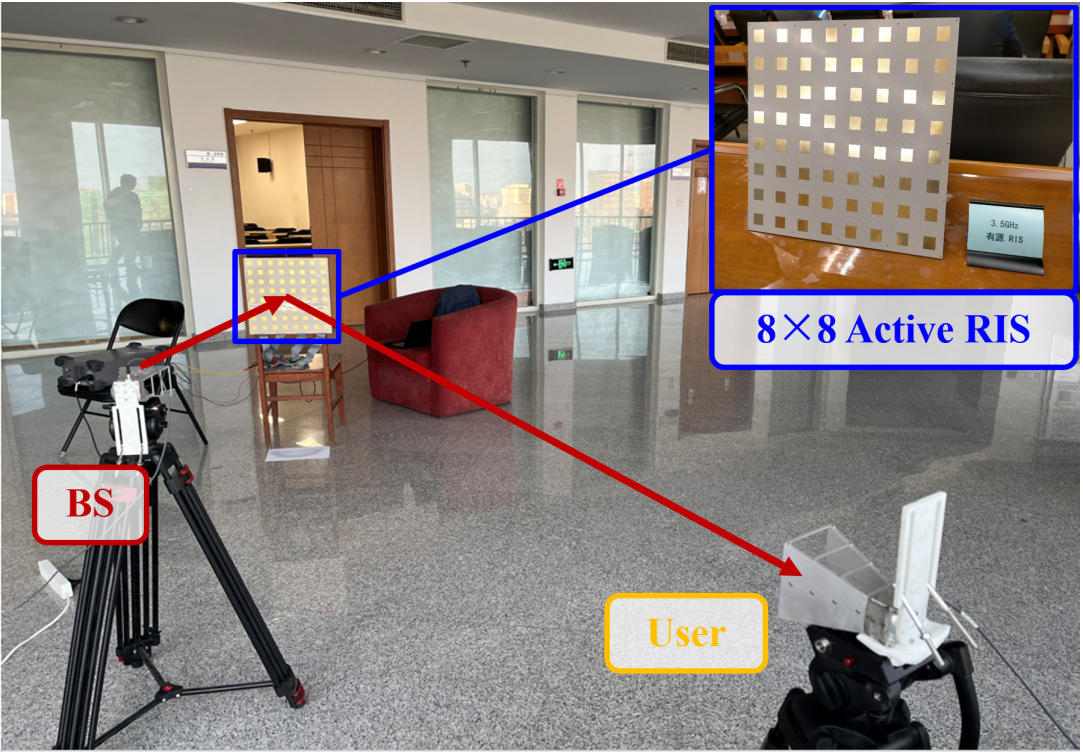 3.5GHz
有源 RIS
8×8 Active RIS
BS
User